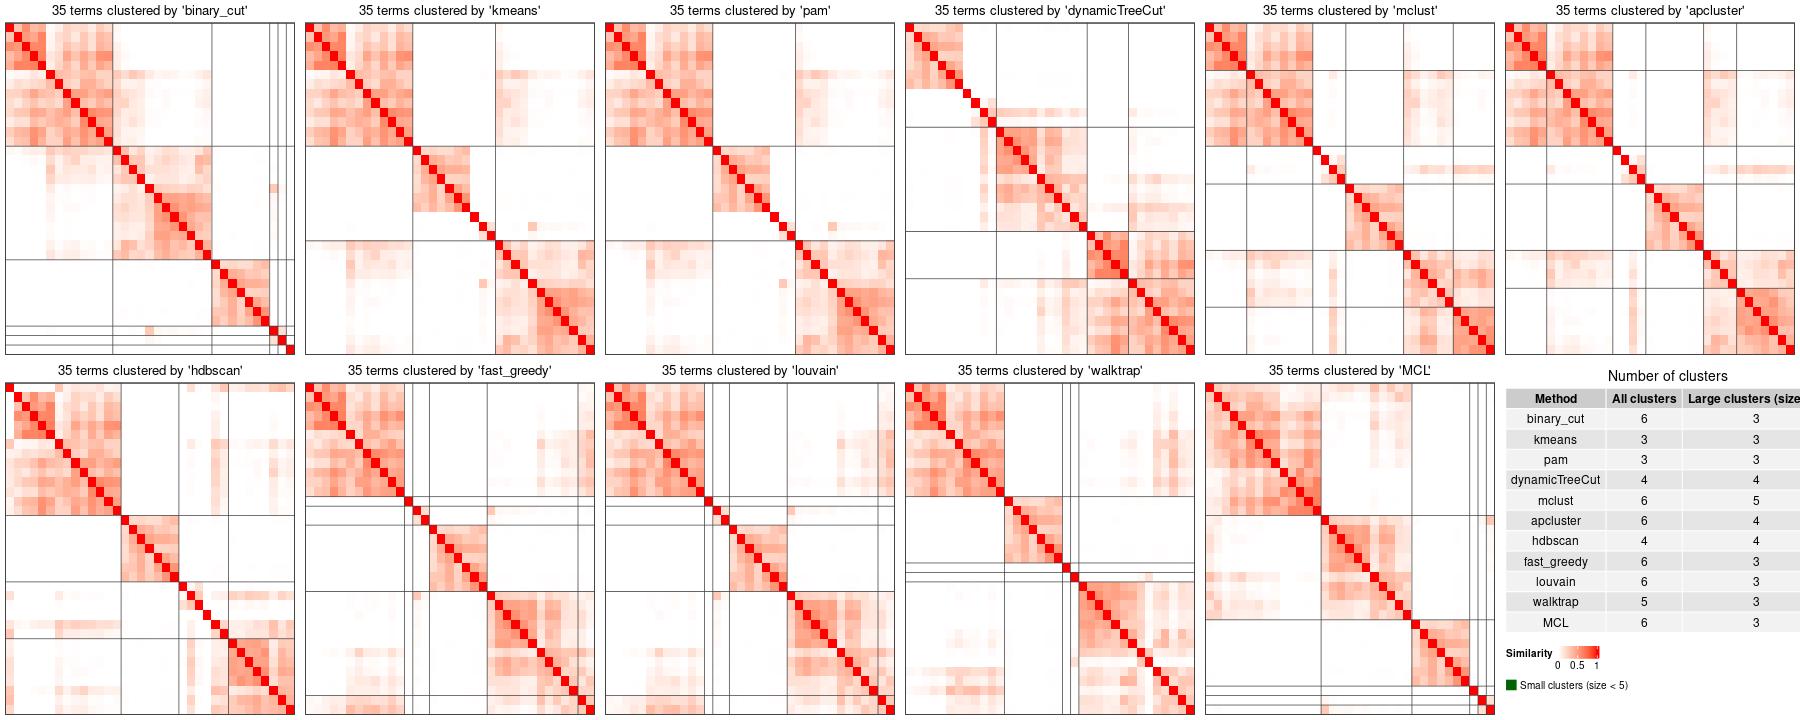 35 terms clustered by 'binary_cut'
35 terms clustered by 'kmeans'
35 terms clustered by 'pam'
35 terms clustered by 'dynamicTreeCut'
35 terms clustered by 'mclust'
35 terms clustered by 'apcluster'
35 terms clustered by 'hdbscan'
35 terms clustered by 'fast_greedy'
35 terms clustered by 'louvain'
35 terms clustered by 'walktrap'
35 terms clustered by 'MCL'
Number of clusters
Method All clusters Large clusters (size
binary_cut 6 3
kmeans 3 3
pam 3 3
dynamicTreeCut 4 4
mclust 6 5
apcluster 6 4
hdbscan 4 4
fast_greedy 6 3
louvain 6 3
walktrap 5 3
MCL 6 3
Similarity
0 0.5 1
Small clusters (size < 5)